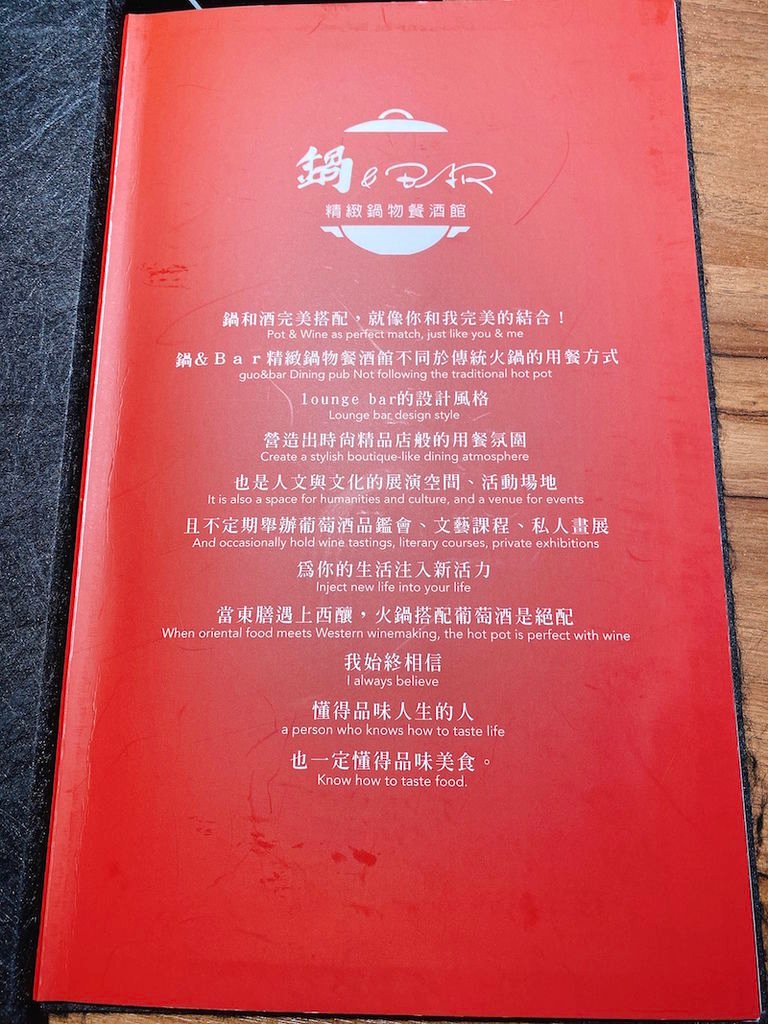 鍋&BAR
精緻鍋物餐酒館
鍋和酒完美搭配，就像你和我完美的結合！
Pot & Wine as perfect match, just like you & me
鍋&Bar精緻鍋物餐酒館不同於傳統火鍋的用餐方式
guo&bar Dining pub Not following the traditional hot pot
lounge bar的設計風格
Lounge bar design style
營造出時尚精品店般的用餐氛圍
Create a stylish boutique-like dining atmosphere
也是人文與文化的展演空間、活動場地
It is also a space for humanities and culture, and a venue for events
且不定期舉辦葡萄酒品鑑會、文藝課程、私人畫展
And occasionally hold wine tastings, literary courses, private exhibitions
為你的生活注入新活力
Inject new life into your life
當東膳遇上西釀，火鍋搭配葡萄酒是絕配
When oriental food meets Western winemaking, the hot pot is perfect with wine
我始終相信
I always believe
懂得品味人生的人
a person who knows how to taste life
也一定懂得品味美食。
Know how to taste food.